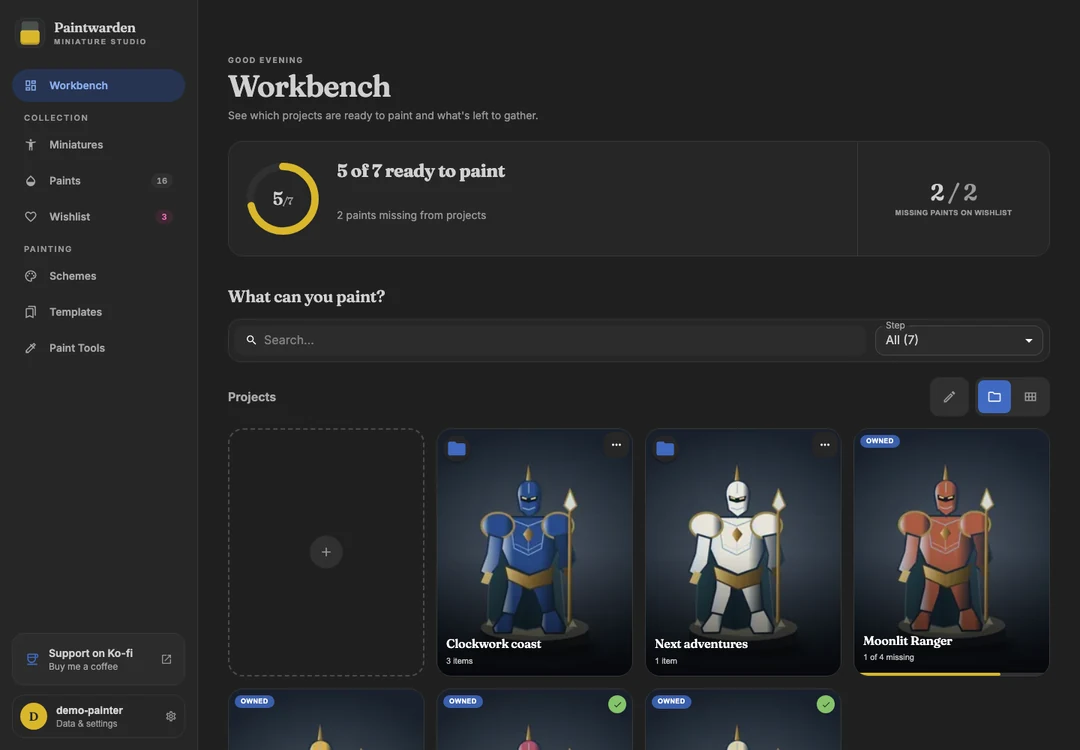 Paintwarden
MINIATURE STUDIO
Workbench
COLLECTION
Miniatures
Paints 16
Wishlist 3
PAINTING
Schemes
Templates
Paint Tools
Support on Ko-fi
Buy me a coffee
D
demo-painter
Data & settings
GOOD EVENING
Workbench
See which projects are ready to paint and what's left to gather.
5/7
5 of 7 ready to paint
2 paints missing from projects
2/2
MISSING PAINTS ON WISHLIST
What can you paint?
Search...
Step
All (7)
Projects
Clockwork coast
3 items
Next adventures
1 item
OWNED
Moonlit Ranger
1 of 4 missing
OWNED
OWNED
OWNED